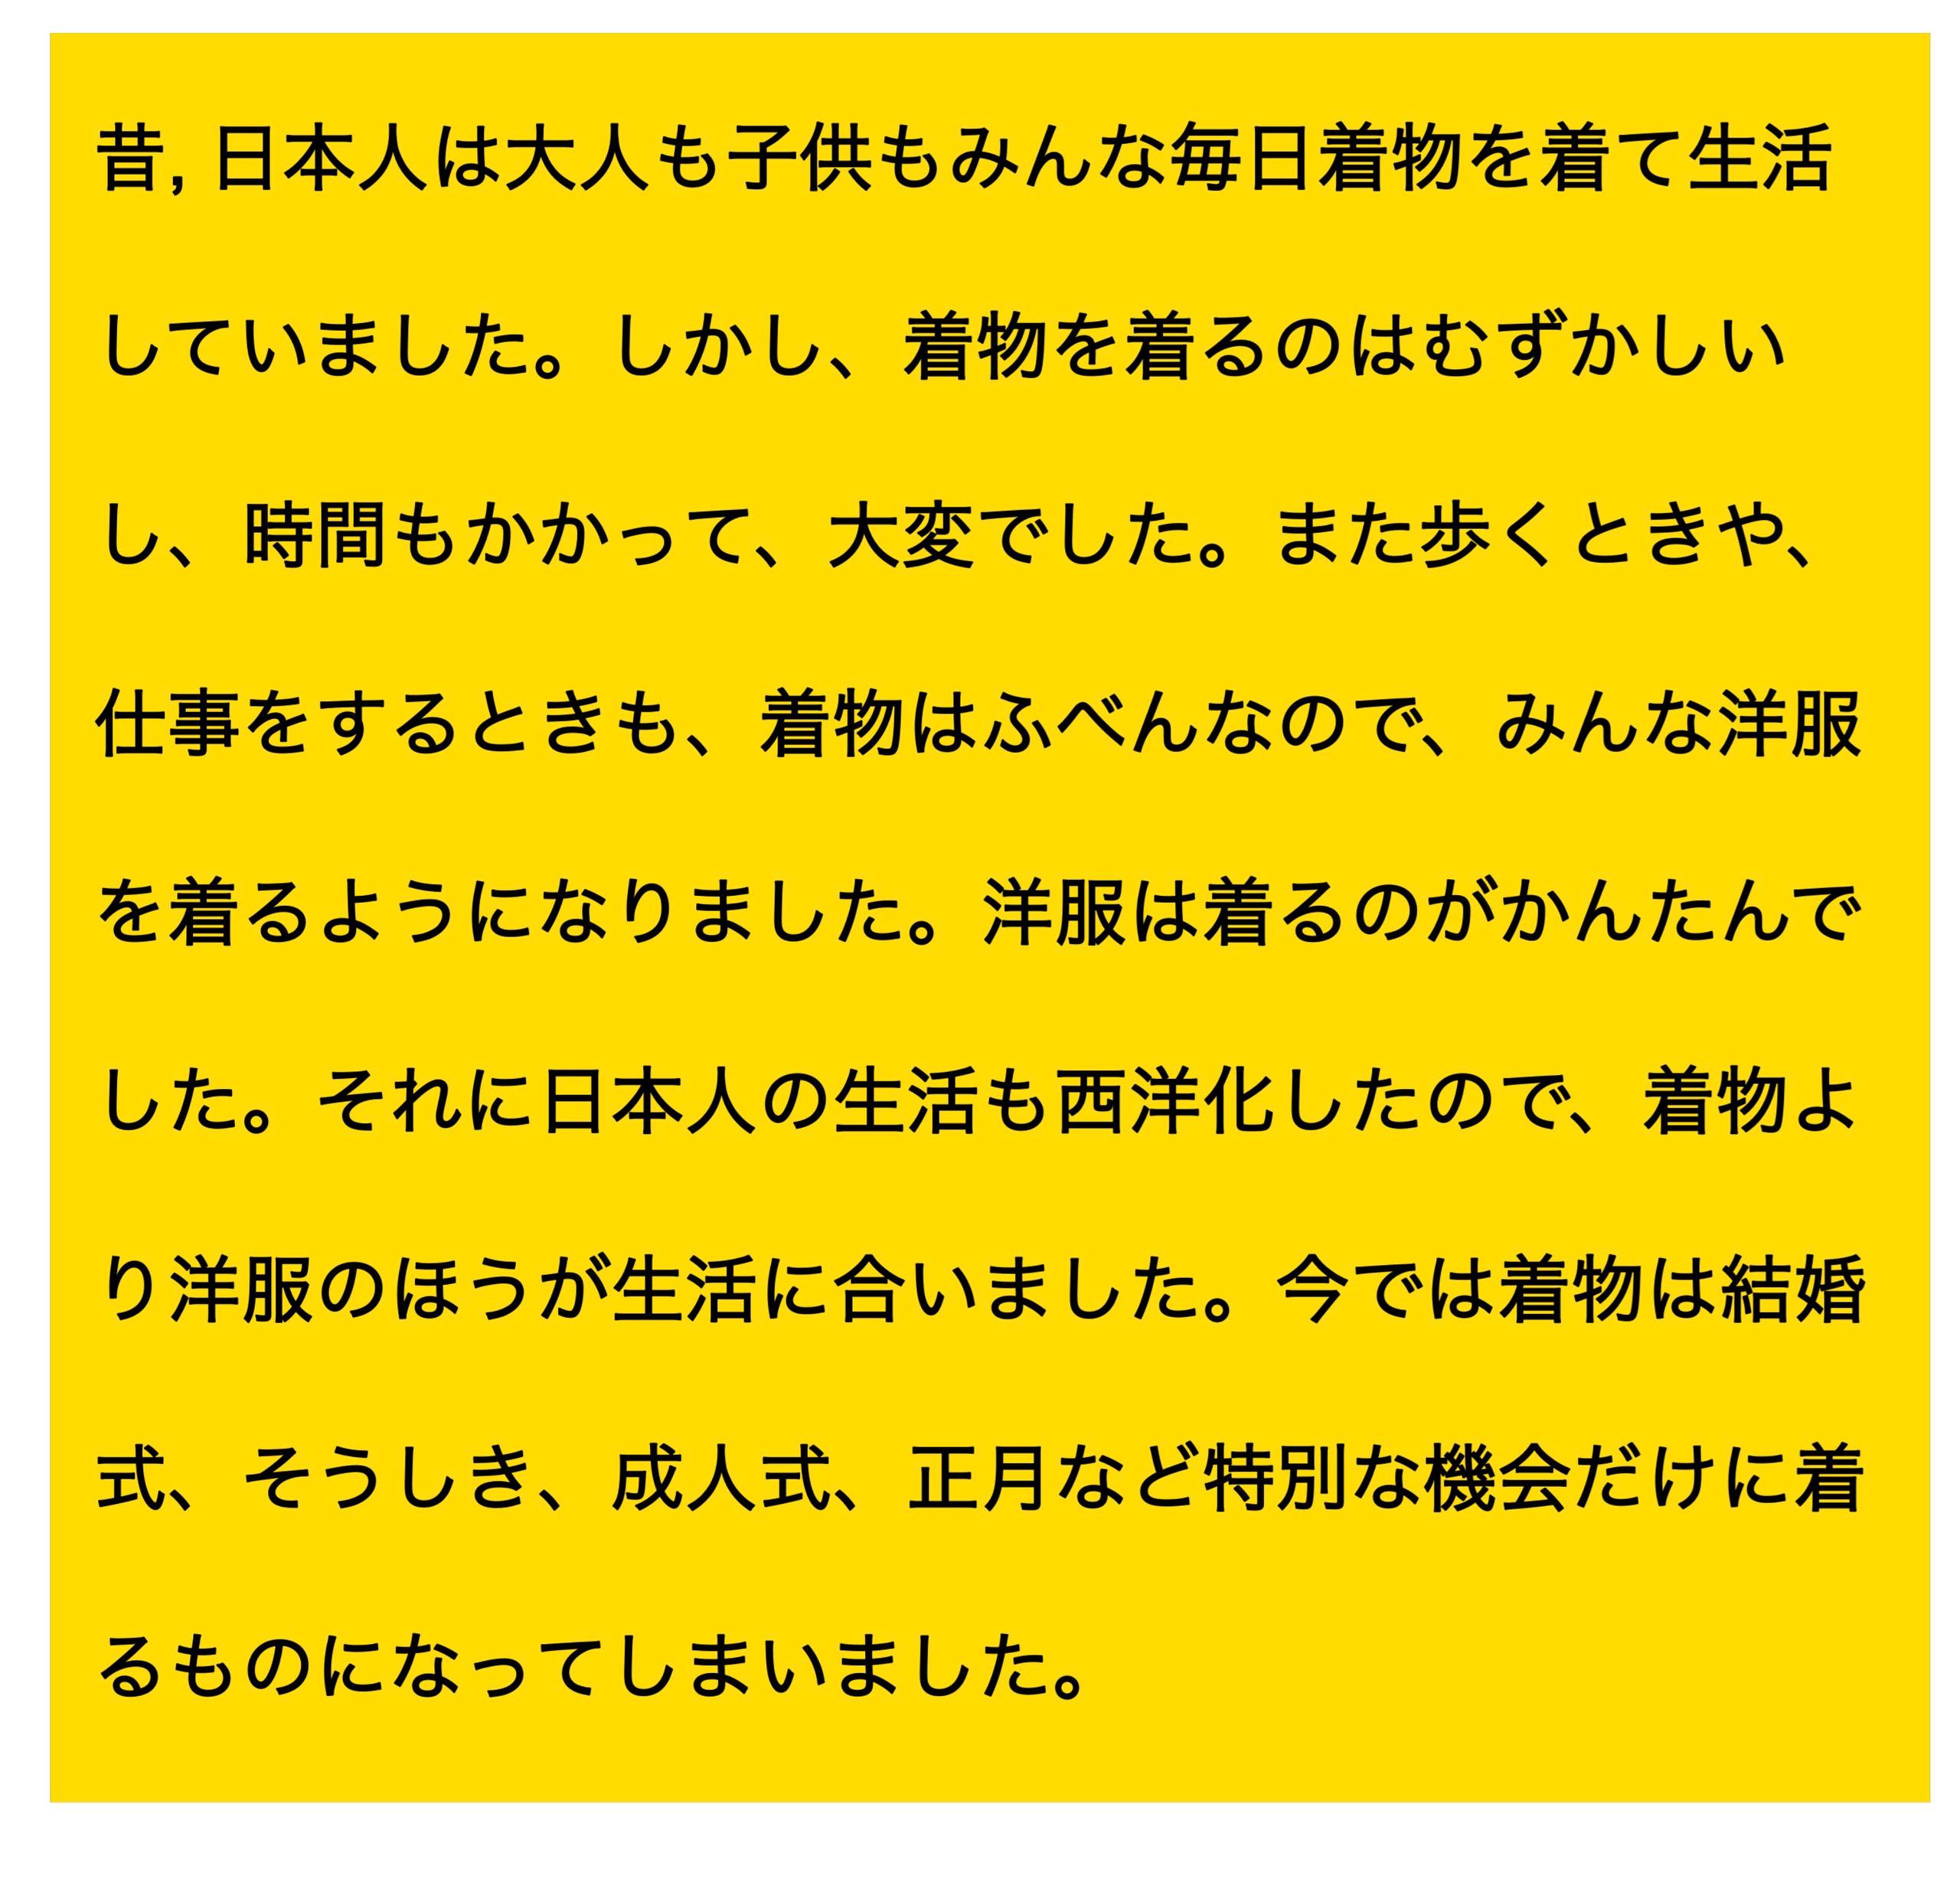 昔, 日本人は大人も子供もみんな毎日着物を着て生活
していました。しかし、着物を着るのはむずかしい
し、時間もかかって、大変でした。また歩くときや、
仕事をするときも、着物はふべんなので、みんな洋服
を着るようになりました。洋服は着るのがかんたんで
した。それに日本人の生活も西洋化したので、着物よ
り洋服のほうが生活に合いました。今では着物は結婚
式、そうしき、成人式、正月など特別な機会だけに着
るものになってしまいました。